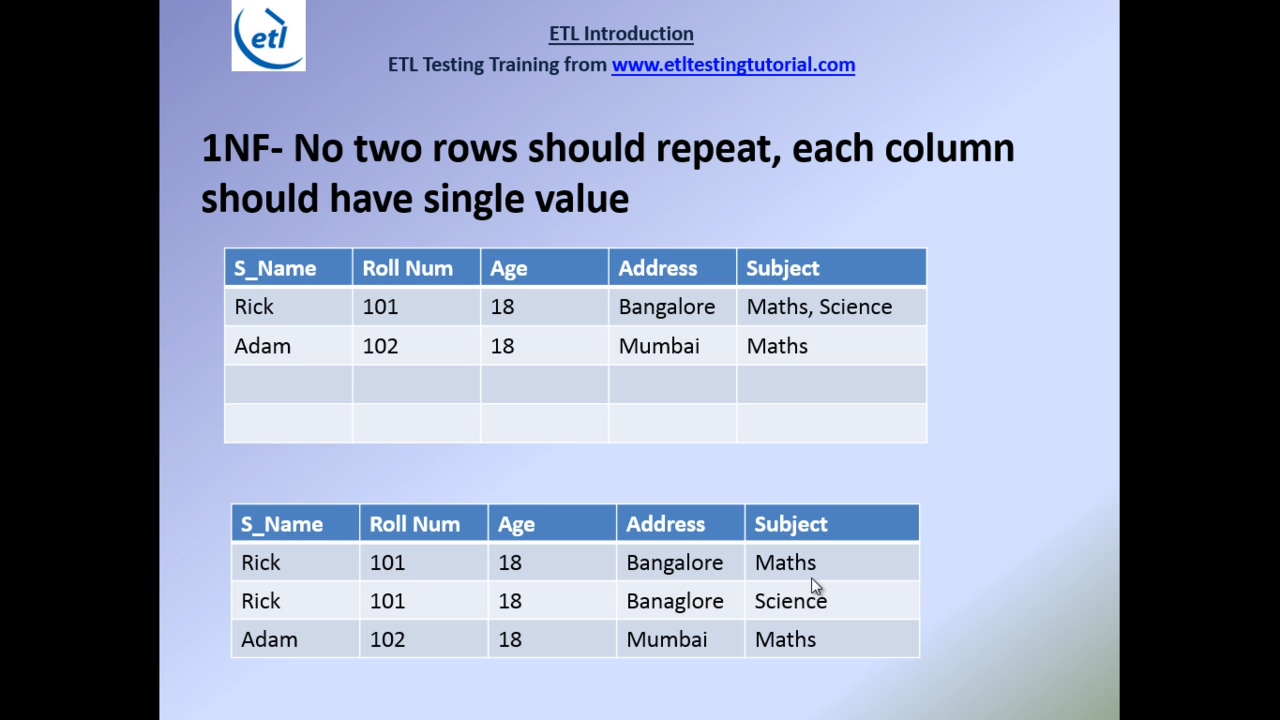 etl
ETL Introduction
ETL Testing Training from www.etltestingtutorial.com
1NF- No two rows should repeat, each column
should have single value
S_Name Roll Num Age Address Subject
Rick 101 18 Bangalore Maths, Science
Adam 102 18 Mumbai Maths
S_Name Roll Num Age Address Subject
Rick 101 18 Bangalore Maths
Rick 101 18 Banaglore Science
Adam 102 18 Mumbai Maths